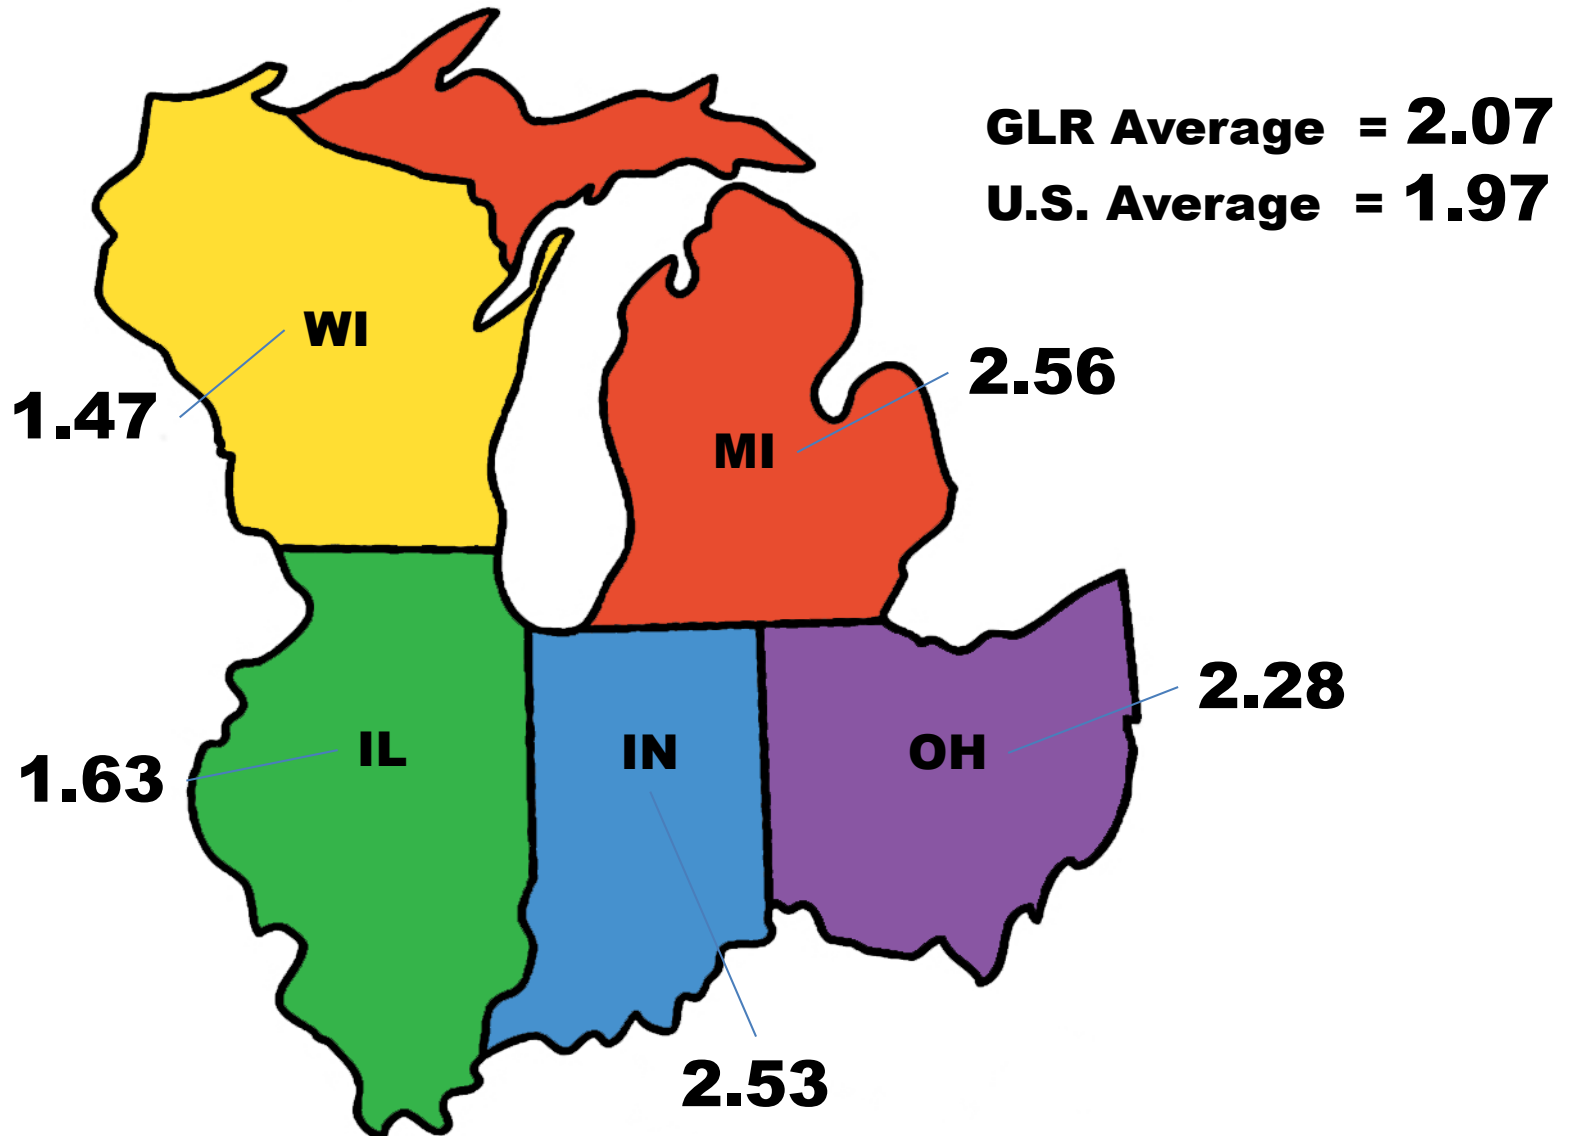 GLR Average = 2.07
U.S. Average = 1.97
WI
1.47
2.56
MI
2.28
IL
IN
OH
1.63
2.53